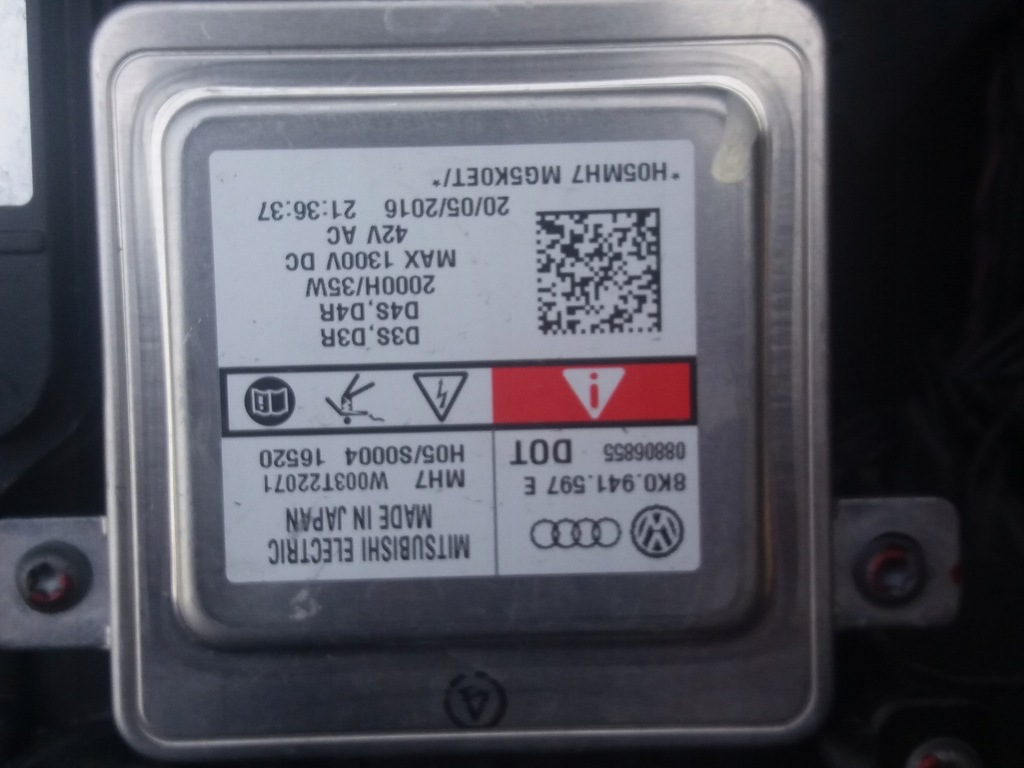 MITSUBISHI ELECTRIC
MADE IN JAPAN
8K0.941.597 E
MH7 W003T22071
08806855 DOT
H05/S0004 16520
D3S,D3R
D4S,D4R
2000H/35W
MAX 1300V DC
42V AC
20/05/2016 21:36:37
*H05MH7 MG5K0ET/*